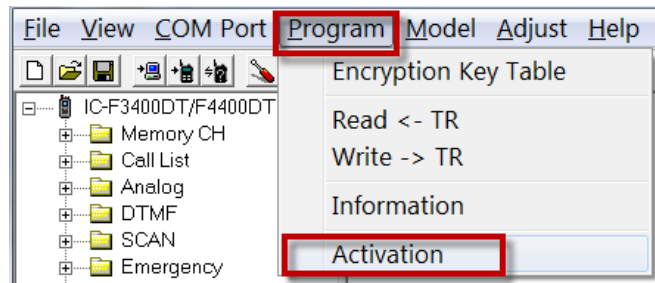 File View COM Port Program Model Adjust Help
Encryption Key Table
IC-F3400DT/F4400DT
Read <- TR
Memory CH
Write -> TR
Call List
Analog
Information
DTMF
SCAN
Activation
Emergency